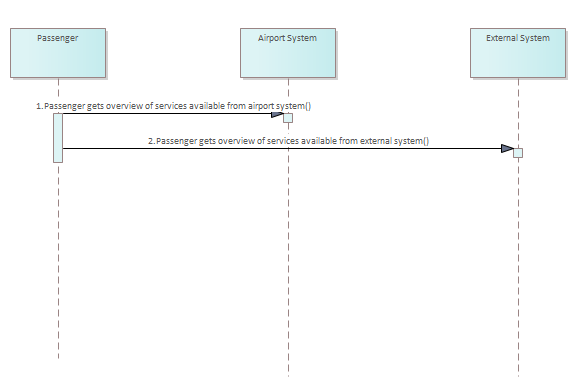 Passenger
Airport System
External System
1.Passenger gets overview of services available from airport system()
2.Passenger gets overview of services available from external system()